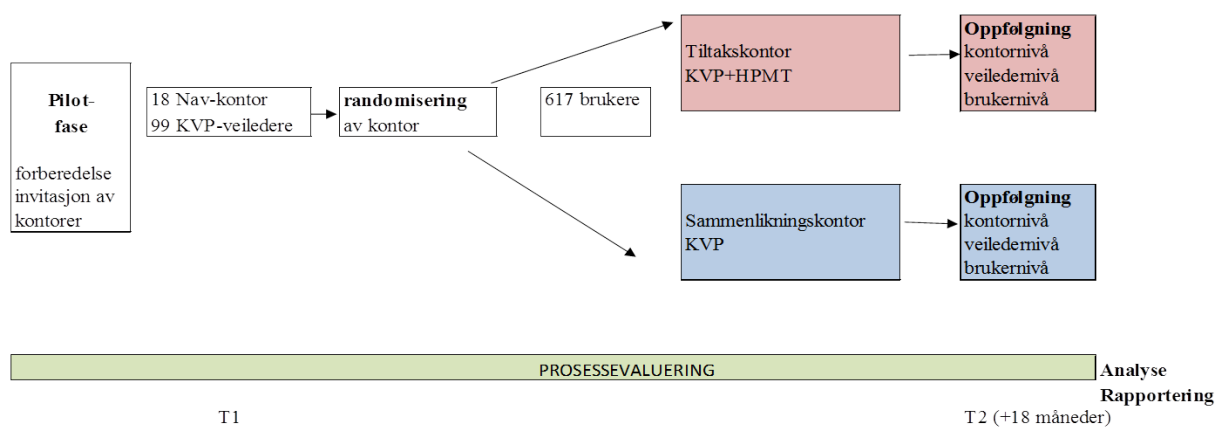 Pilot-
fase
forberedelse
invitasjon av
kontorer
18 Nav-kontor
99 KVP-veiledere
randomisering
av kontor
617 brukere
Tiltakskontor
KVP+HPMT
Oppfølgning
kontornivå
veiledernivå
brukernivå
Sammenlikningskontor
KVP
Oppfølgning
kontornivå
veiledernivå
brukernivå
PROSESSEVALUERING
Analyse
Rapportering
T1
T2 (+18 måneder)